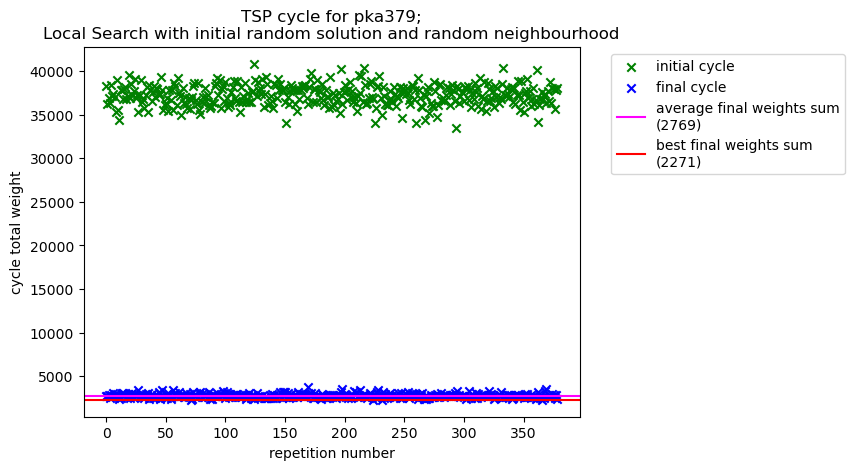 TSP cycle for pka379;
Local Search with initial random solution and random neighbourhood
cycle total weight
40000
35000
30000
25000
20000
15000
10000
5000
0 50 100 150 200 250 300 350
repetition number
initial cycle
final cycle
average final weights sum
(2769)
best final weights sum
(2271)